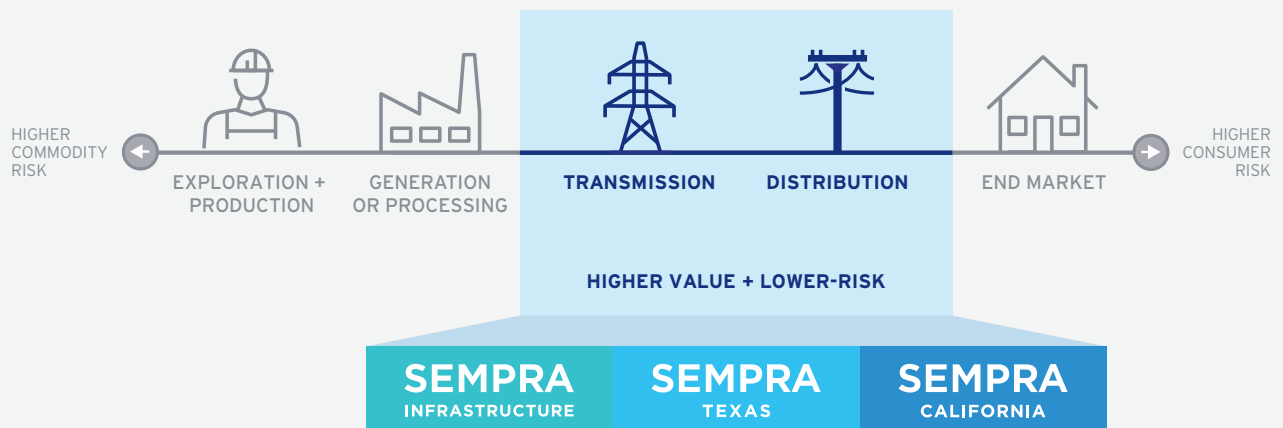 HIGHER
COMMODITY
RISK
EXPLORATION +
PRODUCTION
GENERATION
OR PROCESSING
TRANSMISSION
DISTRIBUTION
END MARKET
HIGHER
CONSUMER
RISK
HIGHER VALUE + LOWER-RISK
SEMPRA
INFRASTRUCTURE
SEMPRA
TEXAS
SEMPRA
CALIFORNIA